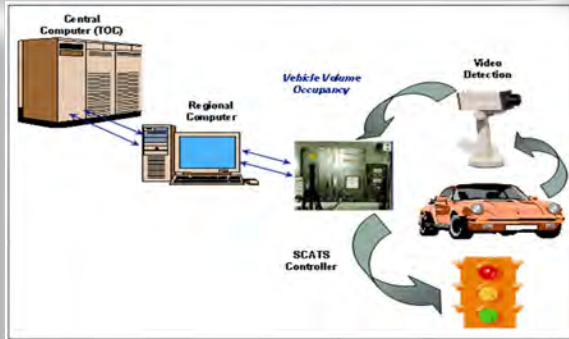 Central
Computer (TOC)
Regional
Computer
Vehicle Volume
Occupancy
Video
Detection
SCATS
Controller